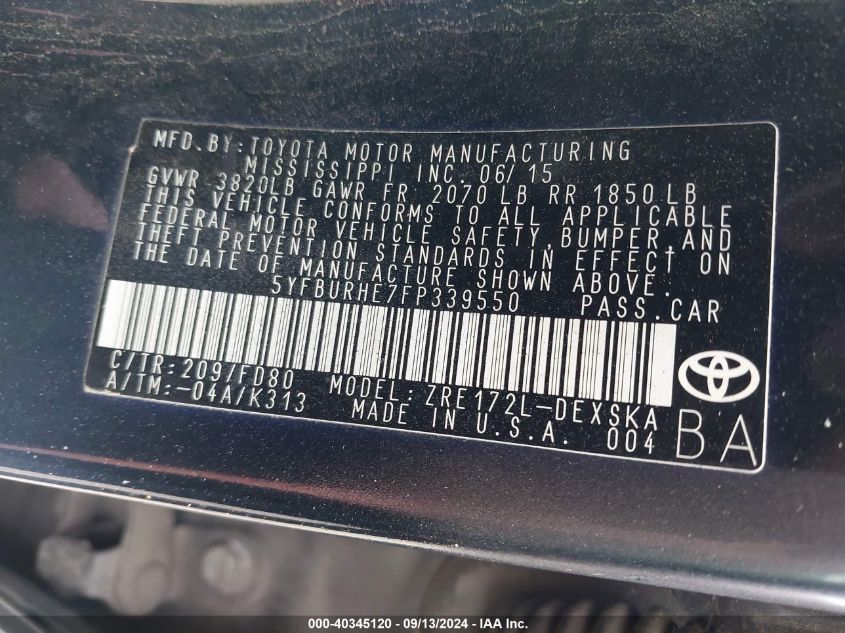 MFD.BY: TOYOTA MOTOR MANUFACTURING
MISSISSIPPI INC. 06/15
GVWR 3820LB GAWR FR 2070 LB RR 1850 LB
THIS VEHICLE CONFORMS TO ALL APPLICABLE
FEDERAL MOTOR VEHICLE SAFETY, BUMPER, AND
THEFT PREVENTION STANDARDS IN EFFECT ON
THE DATE OF MANUFACTURE SHOWN ABOVE.
5YFBURHE7FP339550 PASS.CAR
C/TR: 209/FD80 MODEL: ZRE172L-DEXSKA
A/TM: -04A/K313 MADE IN U.S.A. 004
BA
000-40345120 - 09/13/2024 - IAA Inc.